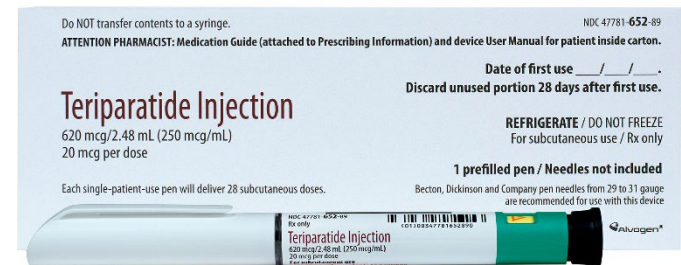 Do NOT transfer contents to a syringe.
NDC 47781-652-89
ATTENTION PHARMACIST: Medication Guide (attached to Prescribing Information) and device User Manual for patient inside carton.
Date of first use ___/___/___.
Discard unused portion 28 days after first use.
Teriparatide Injection
620 mcg/2.48 mL (250 mcg/mL)
20 mcg per dose
REFRIGERATE / DO NOT FREEZE
For subcutaneous use / Rx only
1 prefilled pen / Needles not included
Each single-patient-use pen will deliver 28 subcutaneous doses.
Becton, Dickinson and Company pen needles from 29 to 31 gauge
are recommended for use with this device
Alvogen
NDC 47781-652-89
Rx only
Teriparatide Injection
620 mcg/2.48 mL (250 mcg/mL)
20 mcg per dose
For subcutaneous use